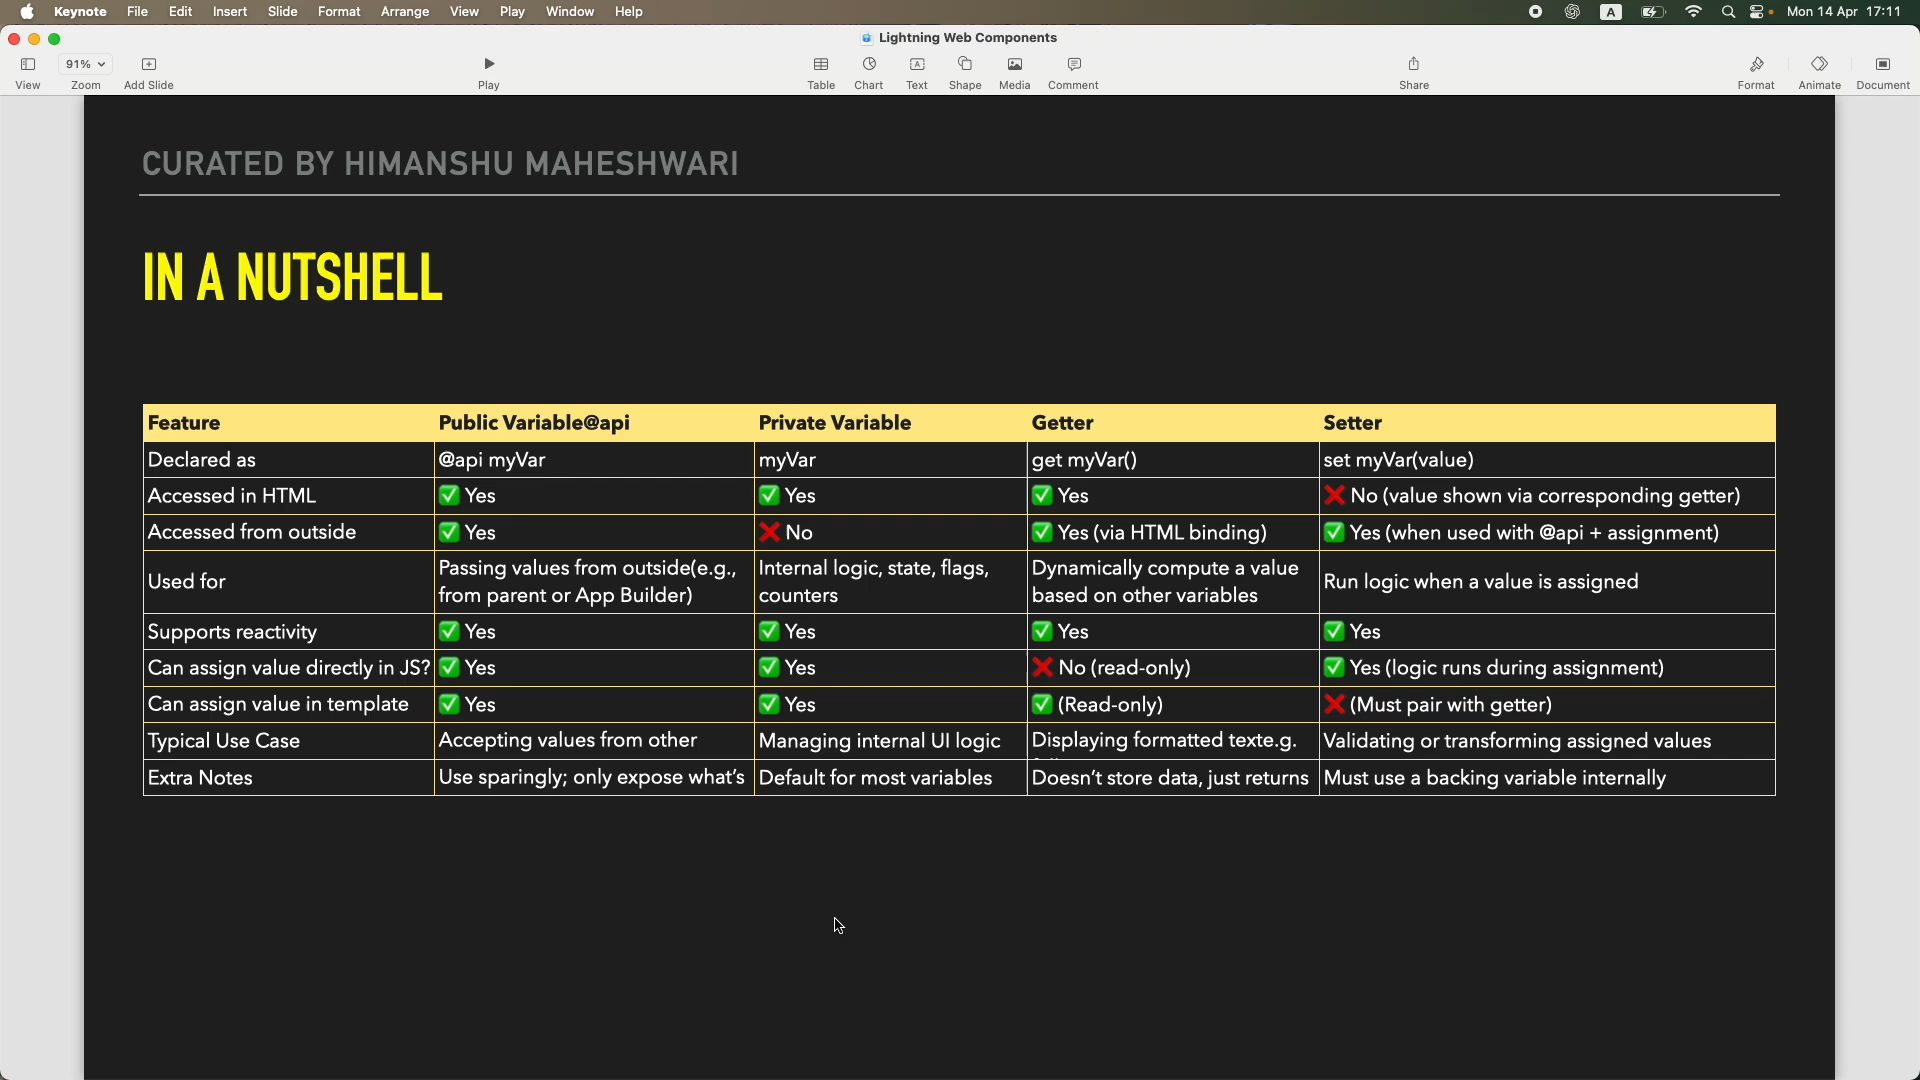 Keynote File Edit Insert Slide Format Arrange View Play Window Help A Mon 14 Apr 17:11
Lightning Web Components
91%
View Zoom Add Slide Play Table Chart Text Shape Media Comment Share Format Animate Document
CURATED BY HIMANSHU MAHESHWARI
IN A NUTSHELL
Feature Public Variable@api Private Variable Getter Setter
Declared as @api myVar myVar get myVar() set myVar(value)
Accessed in HTML ✅ Yes ✅ Yes ✅ Yes ❌ No (value shown via corresponding getter)
Accessed from outside ✅ Yes ❌ No ✅ Yes (via HTML binding) ✅ Yes (when used with @api + assignment)
Used for Passing values from outside(e.g., from parent or App Builder) Internal logic, state, flags, counters Dynamically compute a value based on other variables Run logic when a value is assigned
Supports reactivity ✅ Yes ✅ Yes ✅ Yes ✅ Yes
Can assign value directly in JS? ✅ Yes ✅ Yes ❌ No (read-only) ✅ Yes (logic runs during assignment)
Can assign value in template ✅ Yes ✅ Yes ✅ (Read-only) ❌ (Must pair with getter)
Typical Use Case Accepting values from other Managing internal UI logic Displaying formatted texte.g. Validating or transforming assigned values
Extra Notes Use sparingly; only expose what's Default for most variables Doesn't store data, just returns Must use a backing variable internally